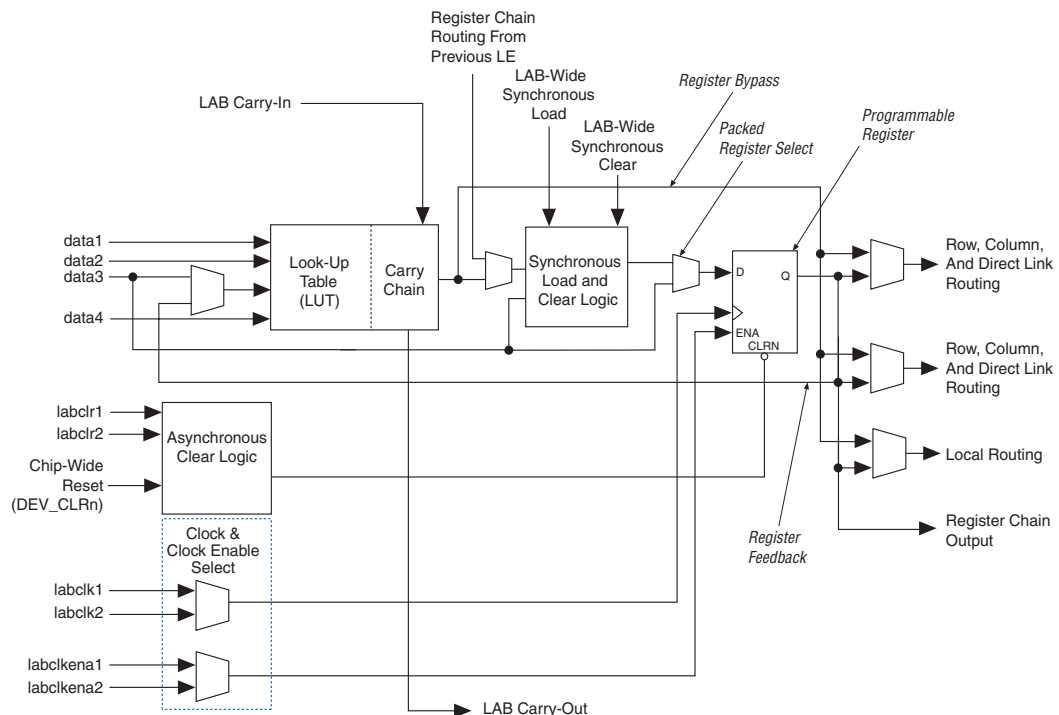 Register Chain
Routing From
Previous LE
LAB-Wide
Synchronous
Load
Register Bypass
LAB Carry-In
LAB-Wide
Synchronous
Clear
Packed
Register Select
Programmable
Register
data1
data2
data3
data4
Look-Up
Table
(LUT)
Carry
Chain
Synchronous
Load and
Clear Logic
D
Q
ENA
CLRN
Row, Column,
And Direct Link
Routing
Row, Column,
And Direct Link
Routing
labclr1
labclr2
Chip-Wide
Reset
(DEV_CLRn)
Asynchronous
Clear Logic
Local Routing
Clock &
Clock Enable
Select
Register
Feedback
Register Chain
Output
labclk1
labclk2
labclkena1
labclkena2
LAB Carry-Out